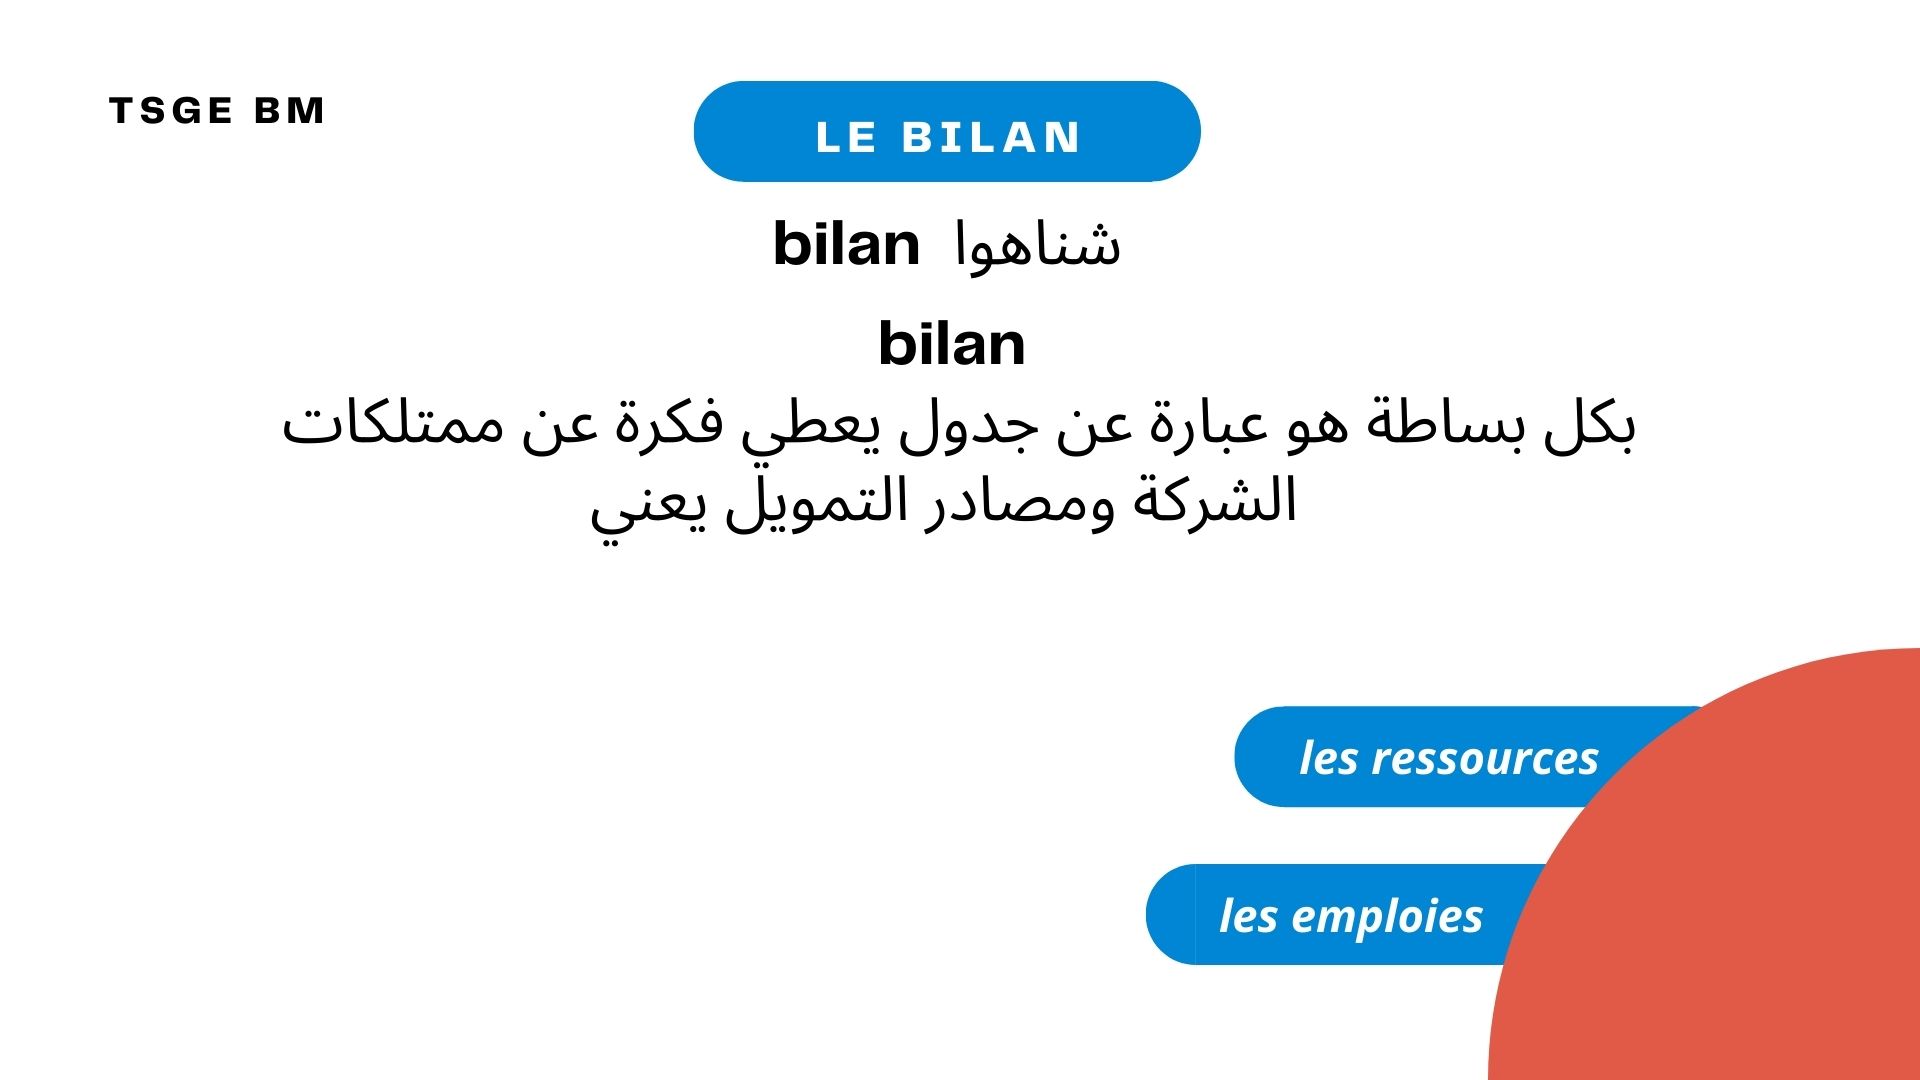 TSGE BM
LE BILAN
شناهوا bilan
bilan
بكل بساطة هو عبارة عن جدول يعطي فكرة عن ممتلكات
الشركة ومصادر التمويل يعني
les ressources
les emploies